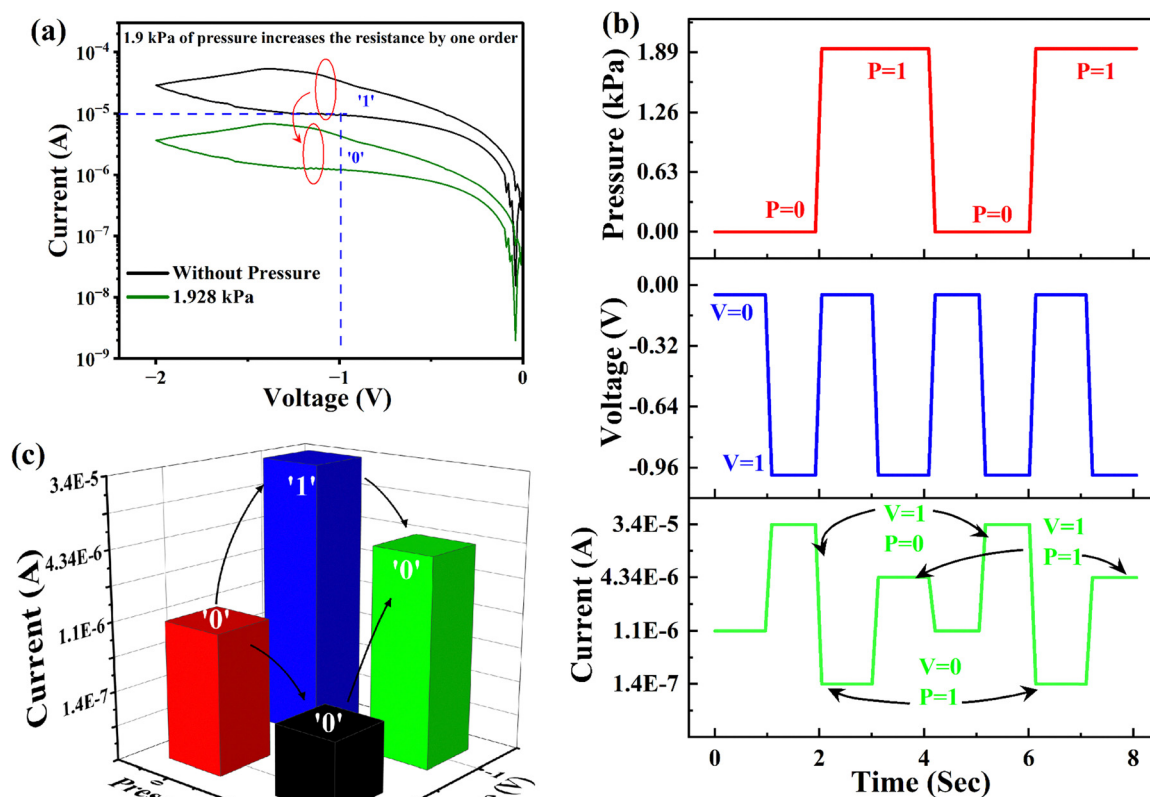 (a)
1.9 kPa of pressure increases the resistance by one order
10⁻⁴
10⁻⁵
10⁻⁶
10⁻⁷
10⁻⁸
10⁻⁹
Current (A)
'1'
'0'
Without Pressure
1.928 kPa
−2
−1
0
Voltage (V)
(b)
Pressure (kPa)
1.89
1.26
0.63
0.00
P=1
P=1
P=0
P=0
Voltage (V)
0.00
-0.32
-0.64
-0.96
V=0
V=1
Current (A)
3.4E-5
4.34E-6
1.1E-6
1.4E-7
V=1
P=0
V=1
P=1
V=0
P=1
0
2
4
6
8
Time (Sec)
(c)
Current (A)
3.4E-5
4.34E-6
1.1E-6
1.4E-7
'1'
'0'
'0'
'0'
0
-1